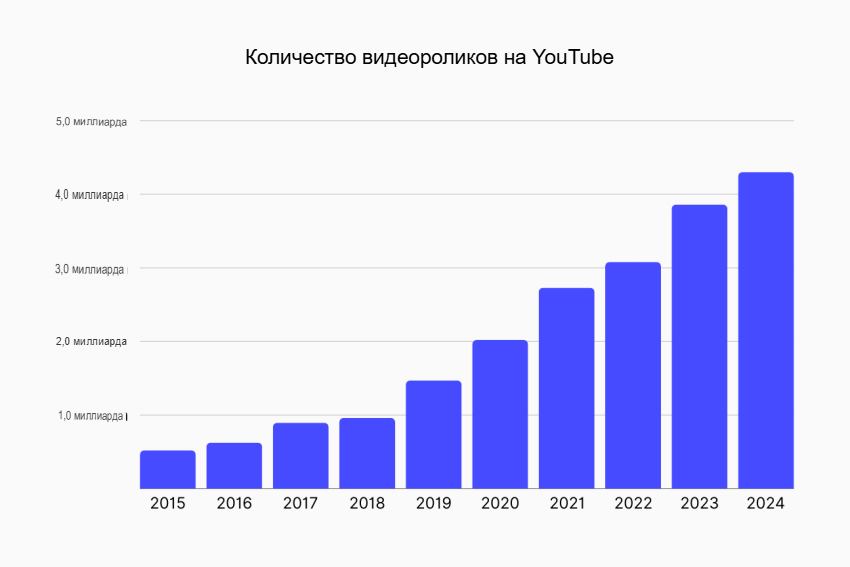 Количество видеороликов на YouTube
5,0 миллиарда
4,0 миллиарда
3,0 миллиарда
2,0 миллиарда
1,0 миллиарда
2015 2016 2017 2018 2019 2020 2021 2022 2023 2024